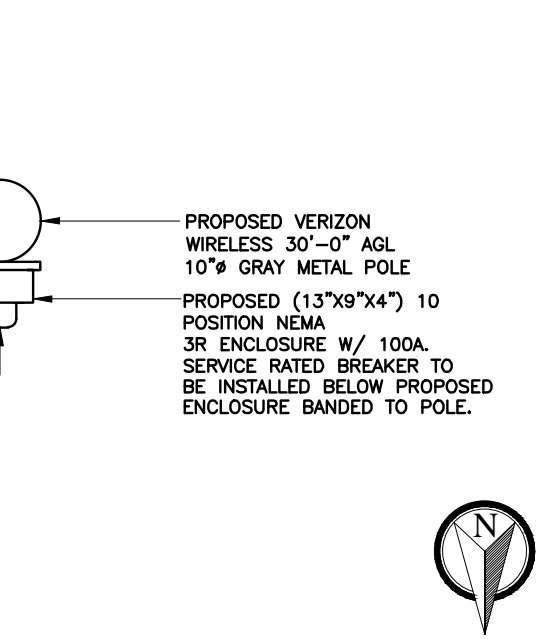 PROPOSED VERIZON
WIRELESS 30'-0" AGL
10"ø GRAY METAL POLE
PROPOSED (13"X9"X4") 10
POSITION NEMA
3R ENCLOSURE W/ 100A.
SERVICE RATED BREAKER TO
BE INSTALLED BELOW PROPOSED
ENCLOSURE BANDED TO POLE.
N